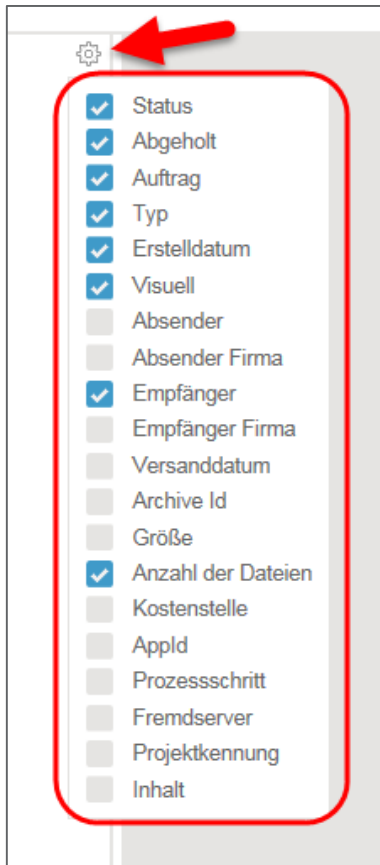 Status
Abgeholt
Auftrag
Typ
Erstelldatum
Visuell
Absender
Absender Firma
Empfänger
Empfänger Firma
Versanddatum
Archive Id
Größe
Anzahl der Dateien
Kostenstelle
AppId
Prozessschritt
Fremdserver
Projektkennung
Inhalt